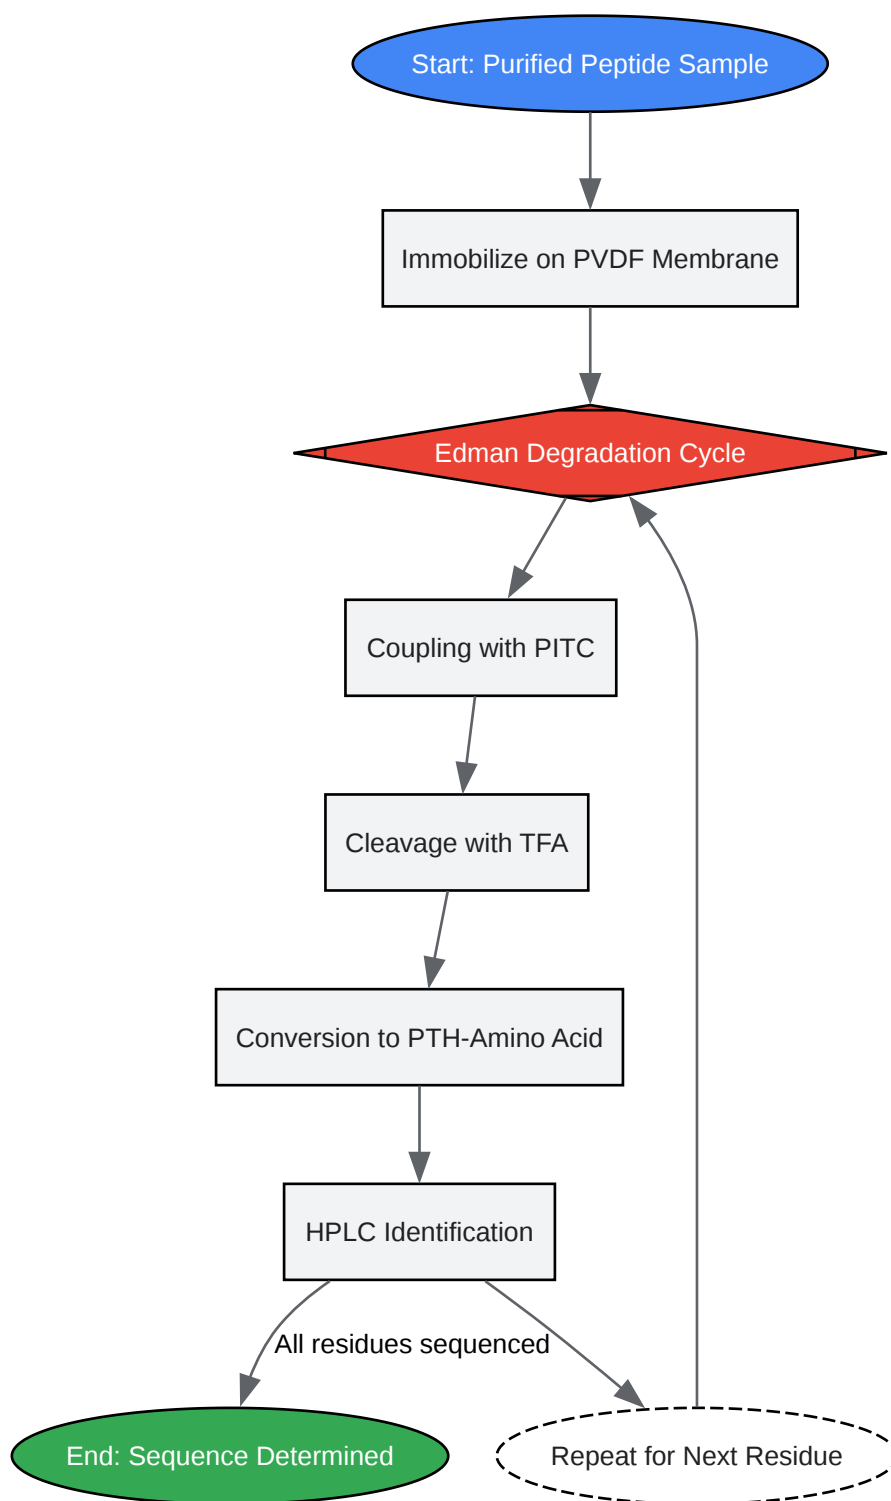 Start: Purified Peptide Sample
Immobilize on PVDF Membrane
Edman Degradation Cycle
Coupling with PITC
Cleavage with TFA
Conversion to PTH-Amino Acid
HPLC Identification
All residues sequenced
End: Sequence Determined
Repeat for Next Residue